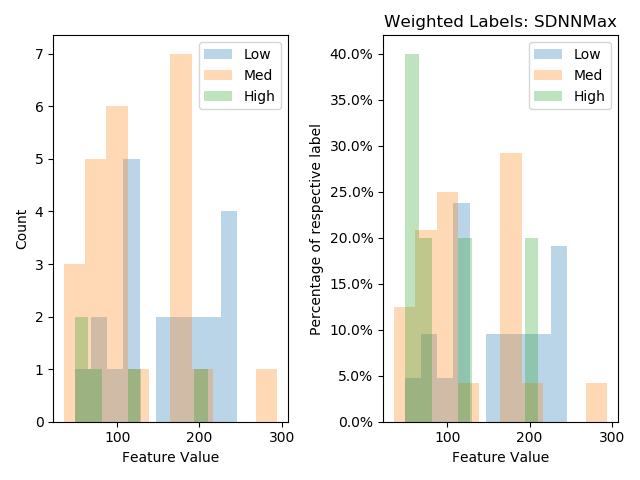 Weighted Labels: SDNNMax
Count
7
6
5
4
3
2
1
0
100
200
300
Feature Value
Low
Med
High
Percentage of respective label
40.0%
35.0%
30.0%
25.0%
20.0%
15.0%
10.0%
5.0%
0.0%
100
200
300
Feature Value
Low
Med
High